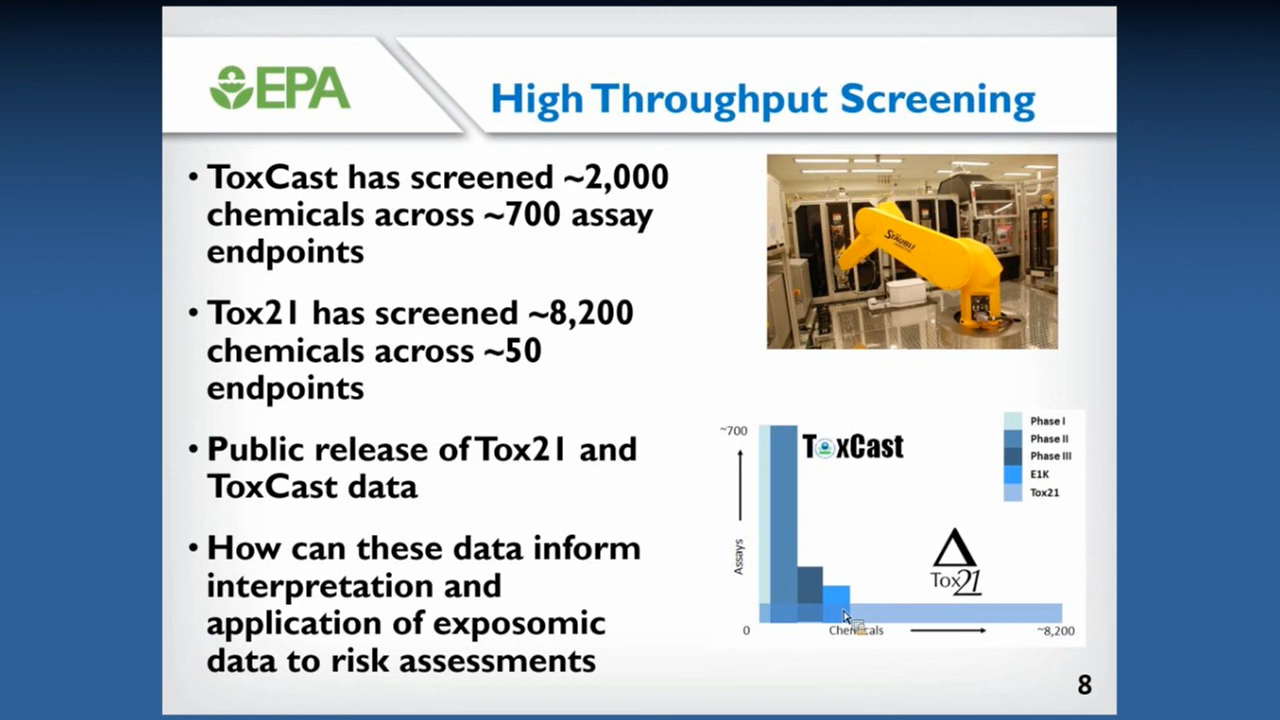 EPA
High Throughput Screening
• ToxCast has screened ~2,000
chemicals across ~700 assay
endpoints
• Tox21 has screened ~8,200
chemicals across ~50
endpoints
• Public release of Tox21 and
ToxCast data
• How can these data inform
interpretation and
application of exposomic
data to risk assessments
STÄUBLI
~700
ToxCast
Phase I
Phase II
Phase III
E1K
Tox21
Assays
Tox21
0
Chemicals
~8,200
8